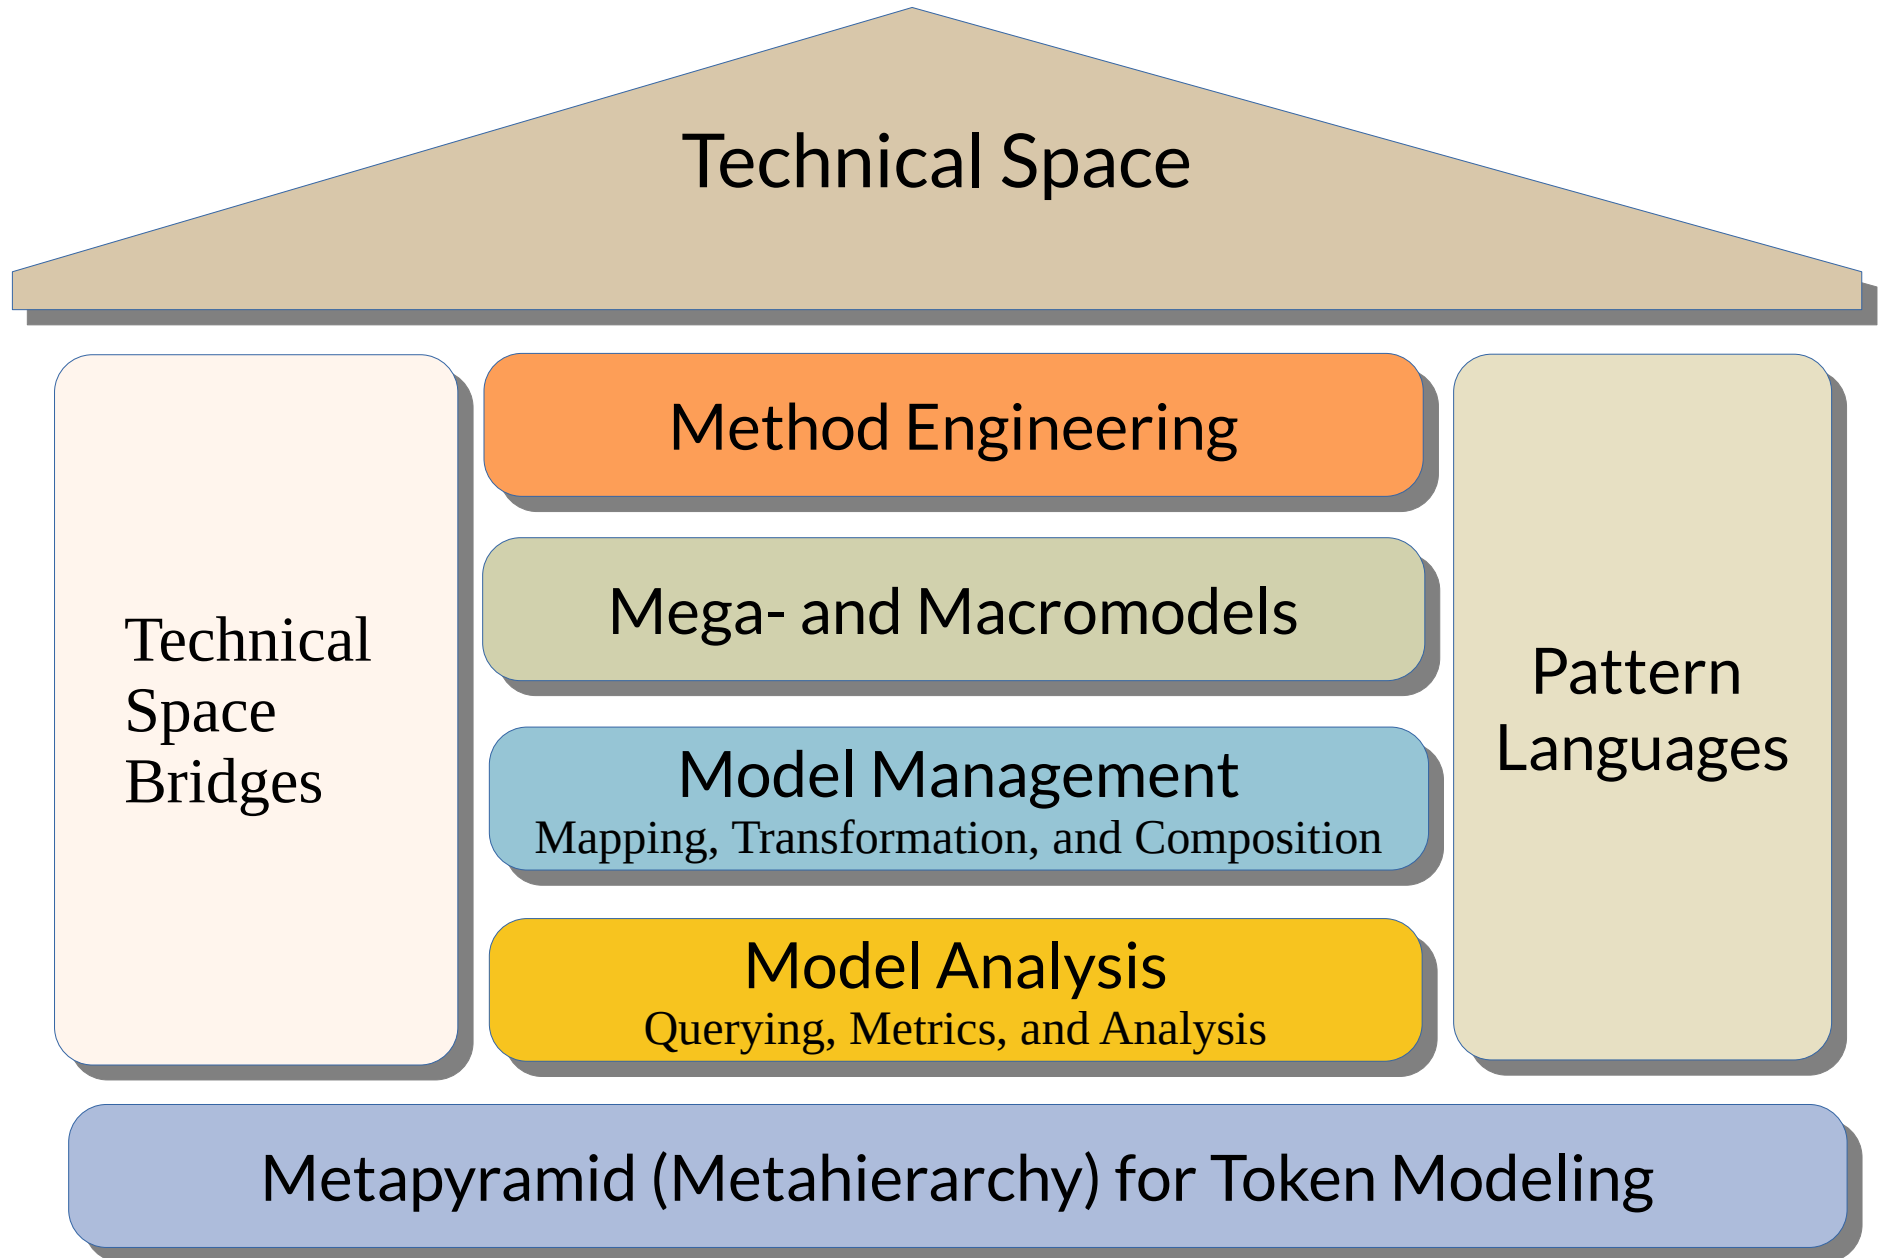 Technical Space
Method Engineering
Mega- and Macromodels
Technical
Space
Bridges
Pattern
Languages
Model Management
Mapping, Transformation, and Composition
Model Analysis
Querying, Metrics, and Analysis
Metapyramid (Metahierarchy) for Token Modeling